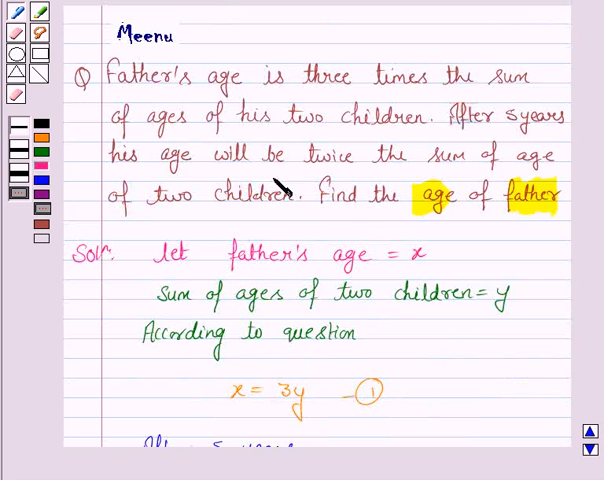 Meenu
Q Father's age is three times the sum
of ages of his two children. After 5 years
his age will be twice the sum of age
of two children. Find the age of father
Solⁿ: let father's age = x
Sum of ages of two children = y
According to question
x = 3y - ①